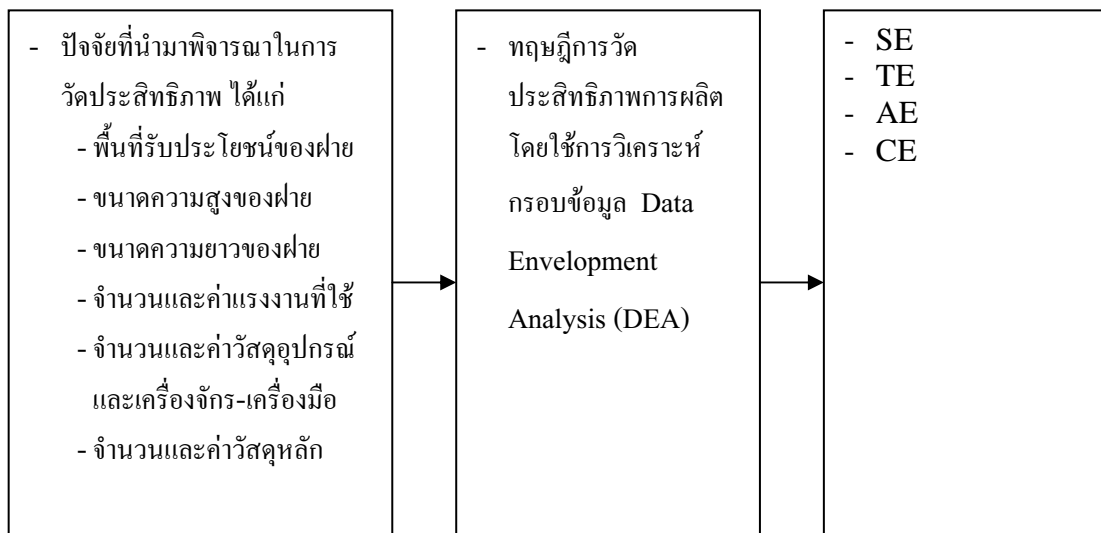 - ปัจจัยที่นำมาพิจารณาในการ
วัดประสิทธิภาพ ได้แก่
- พื้นที่รับประโยชน์ของฝาย
- ขนาดความสูงของฝาย
- ขนาดความยาวของฝาย
- จำนวนและค่าแรงงานที่ใช้
- จำนวนและค่าวัสดุอุปกรณ์
และเครื่องจักร-เครื่องมือ
- จำนวนและค่าวัสดุหลัก
- ทฤษฎีการวัด
ประสิทธิภาพการผลิต
โดยใช้การวิเคราะห์
กรอบข้อมูล Data
Envelopment
Analysis (DEA)
- SE
- TE
- AE
- CE